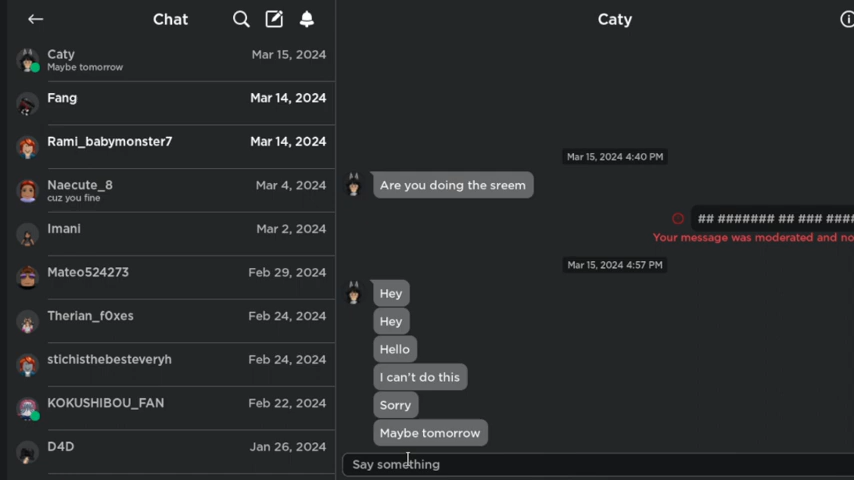 Chat
Caty
Mar 15, 2024
Maybe tomorrow
Fang
Mar 14, 2024
Rami_babymonster7
Mar 14, 2024
Naecute_8
Mar 4, 2024
cuz you fine
Imani
Mar 2, 2024
Mateo524273
Feb 29, 2024
Therian_f0xes
Feb 24, 2024
stichisthebesteveryh
Feb 24, 2024
KOKUSHIBOU_FAN
Feb 22, 2024
D4D
Jan 26, 2024
Caty
Mar 15, 2024 4:40 PM
Are you doing the sreem
## ####### ## ### ####
Your message was moderated and no
Mar 15, 2024 4:57 PM
Hey
Hey
Hello
I can't do this
Sorry
Maybe tomorrow
Say something